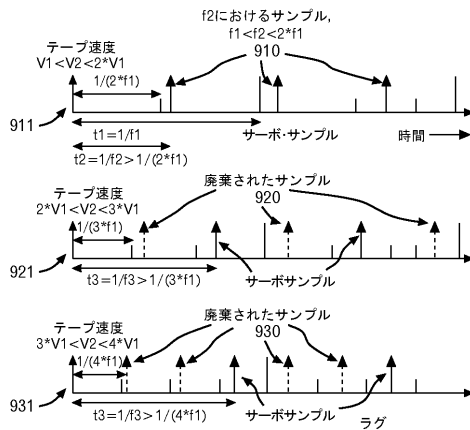 f2におけるサンプル,
f1<f2<2*f1
910
テープ速度
V1<V2<2*V1
1/(2*f1)
911
t1=1/f1
サーボ・サンプル
時間
t2=1/f2>1/(2*f1)
テープ速度
2*V1<V2<3*V1
1/(3*f1)
廃棄されたサンプル
920
921
t3=1/f3>1/(3*f1)
サーボサンプル
テープ速度
3*V1<V2<4*V1
1/(4*f1)
廃棄されたサンプル
930
931
t3=1/f3>1/(4*f1)
サーボサンプル
ラグ